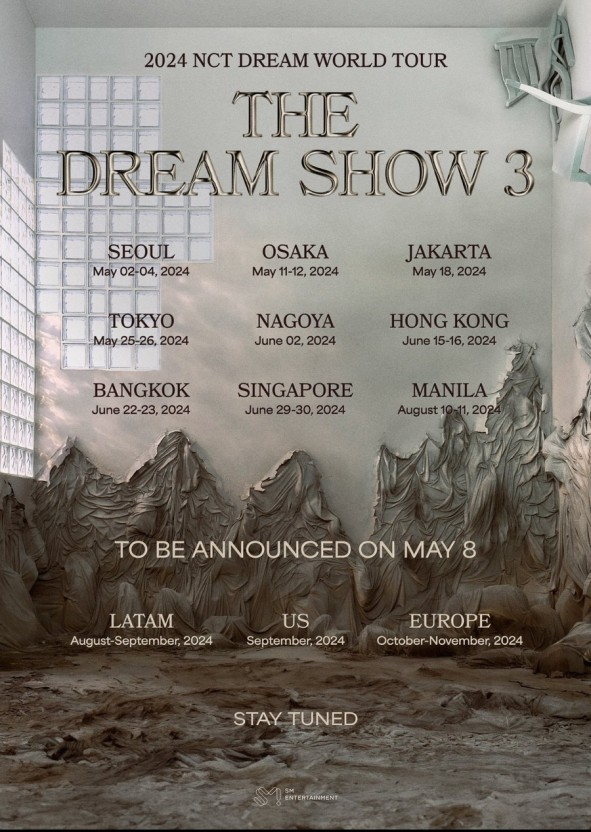 2024 NCT DREAM WORLD TOUR
THE
DREAM SHOW 3
SEOUL
May 02-04, 2024
OSAKA
May 11-12, 2024
JAKARTA
May 18, 2024
TOKYO
May 25-26, 2024
NAGOYA
June 02, 2024
HONG KONG
June 15-16, 2024
BANGKOK
June 22-23, 2024
SINGAPORE
June 29-30, 2024
MANILA
August 10-11, 2024
TO BE ANNOUNCED ON MAY 8
LATAM
August-September, 2024
US
September, 2024
EUROPE
October-November, 2024
STAY TUNED
SM
ENTERTAINMENT